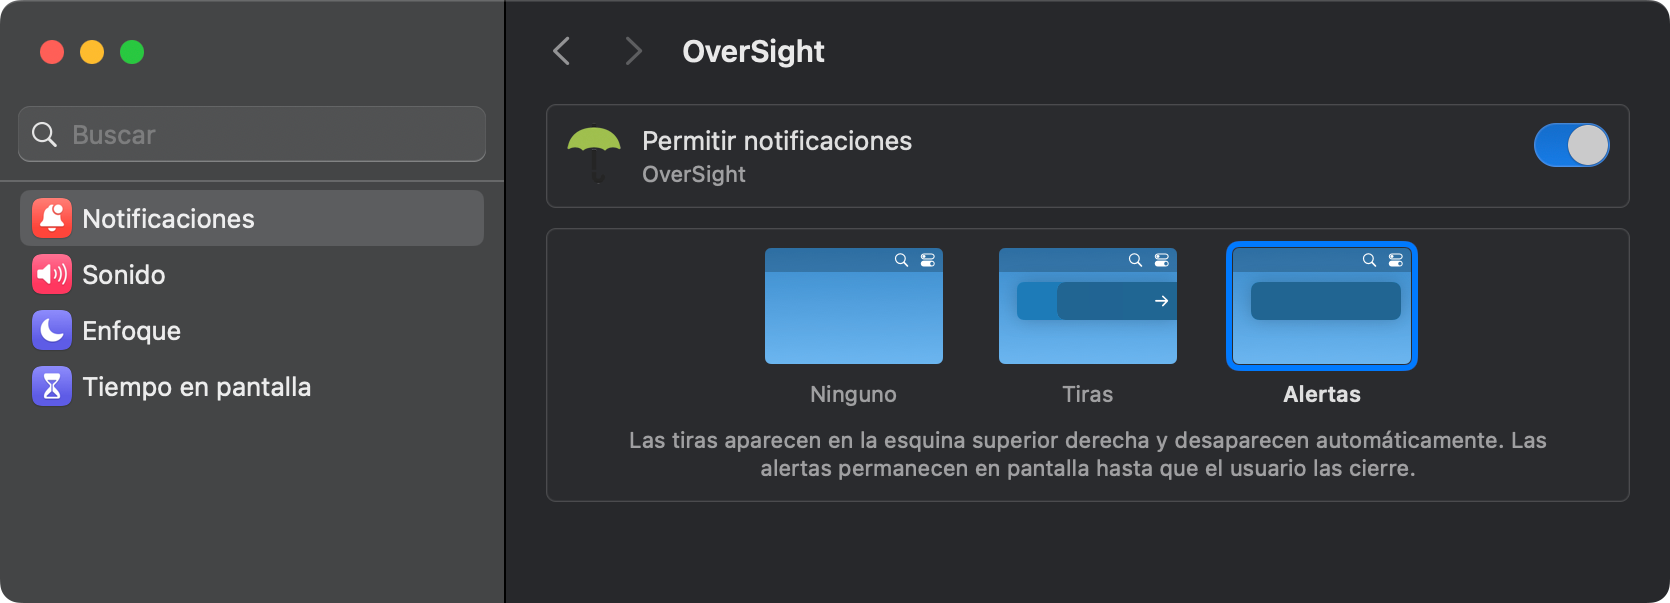 Buscar
Notificaciones
Sonido
Enfoque
Tiempo en pantalla
OverSight
Permitir notificaciones
OverSight
Ninguno
Tiras
Alertas
Las tiras aparecen en la esquina superior derecha y desaparecen automáticamente. Las
alertas permanecen en pantalla hasta que el usuario las cierre.